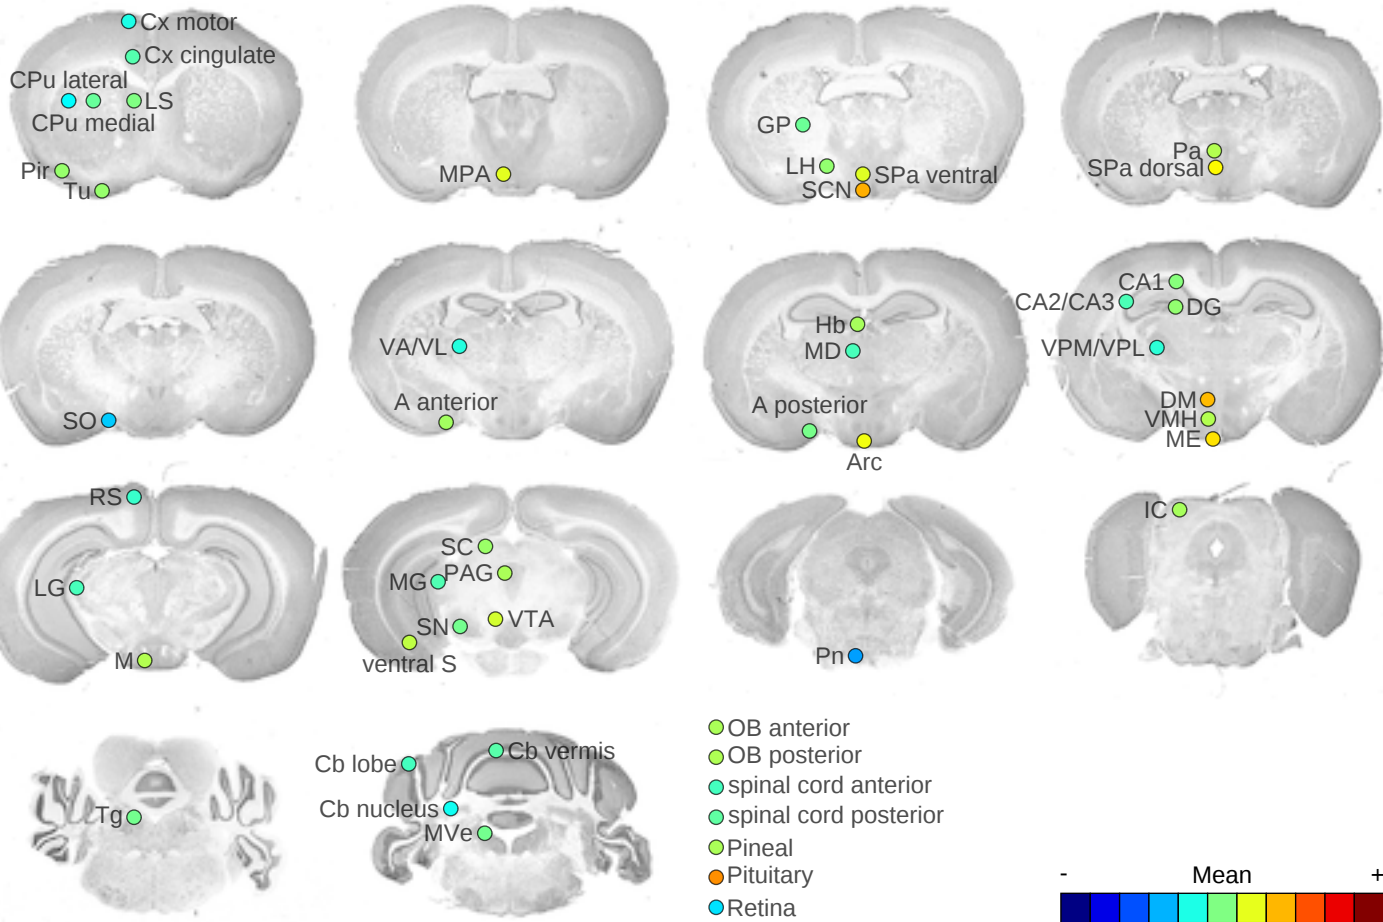 Cx motor
Cx cingulate
CPu lateral
LS
CPu medial
Pir
Tu
MPA
GP
LH
SPa ventral
SCN
Pa
SPa dorsal
SO
VA/VL
A anterior
Hb
MD
A posterior
Arc
CA1
CA2/CA3
DG
VPM/VPL
DM
VMH
ME
RS
LG
M
SC
MG
PAG
SN
VTA
ventral S
Pn
IC
Tg
Cb lobe
Cb vermis
Cb nucleus
MVe
OB anterior
OB posterior
spinal cord anterior
spinal cord posterior
Pineal
Pituitary
Retina
- Mean +